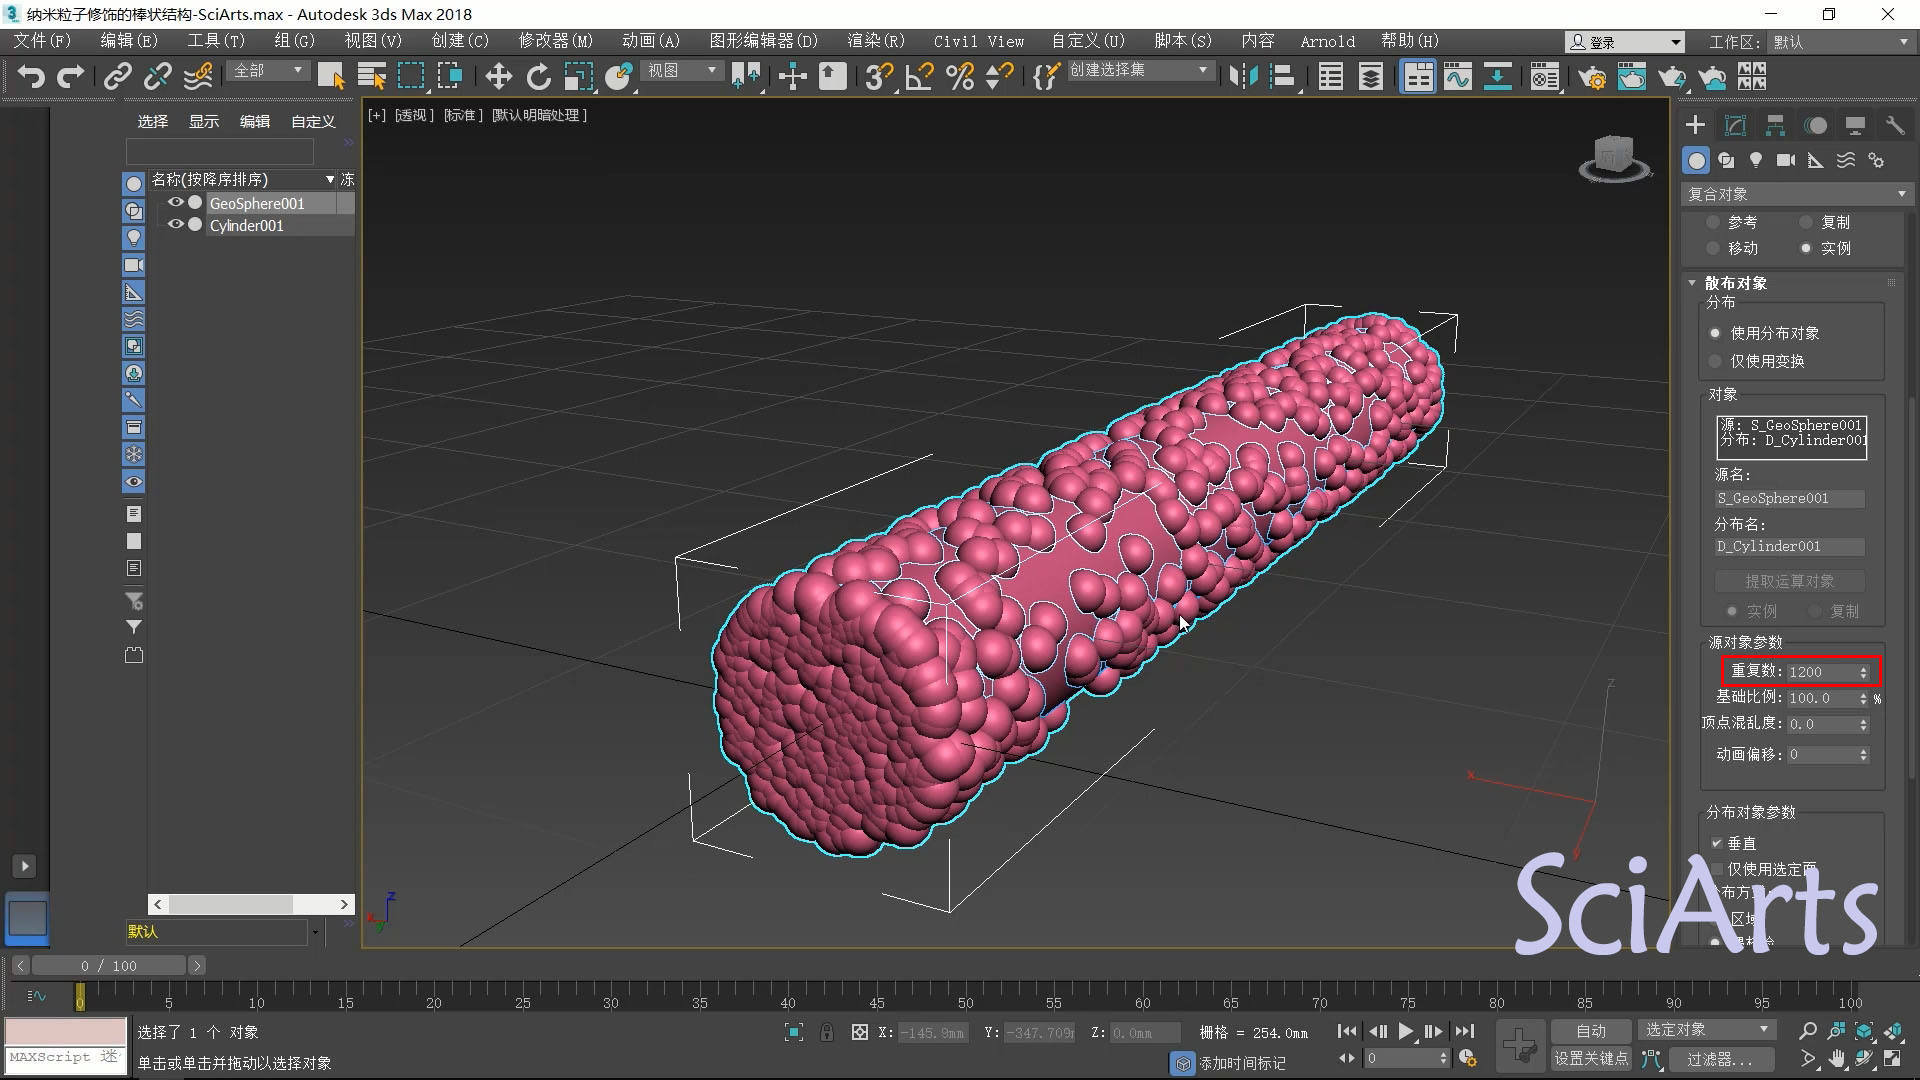 纳米粒子修饰的棒状结构-SciArts.max - Autodesk 3ds Max 2018
文件(F) 编辑(E) 工具(T) 组(G) 视图(V) 创建(C) 修改器(M) 动画(A) 图形编辑器(D) 渲染(R) Civil View 自定义(U) 脚本(S) 内容 Arnold 帮助(H) 登录 工作区: 默认
全部 视图 创建选择集
[+] [透视] [标准] [默认明暗处理]
选择 显示 编辑 自定义
名称(按降序排序) 冻
GeoSphere001
Cylinder001
默认
复合对象
参考 复制
移动 实例
散布对象
分布
使用分布对象
仅使用变换
对象
源: S_GeoSphere001
分布: D_Cylinder001
源名:
S_GeoSphere001
分布名:
D_Cylinder001
提取运算对象
实例 复制
源对象参数
重复数: 1200
基础比例: 100.0 %
顶点混乱度: 0.0
动画偏移: 0
分布对象参数
垂直
仅使用选定面
区域
SciArts
0 / 100
0 5 10 15 20 25 30 35 40 45 50 55 60 65 70 75 80 85 90 95 100
选择了 1 个 对象
X: -145.9mm Y: -347.709m Z: 0.0mm 栅格 = 254.0mm
自动 选定对象
MAXScript 迷
单击或单击并拖动以选择对象
添加时间标记
0
设置关键点 过滤器...